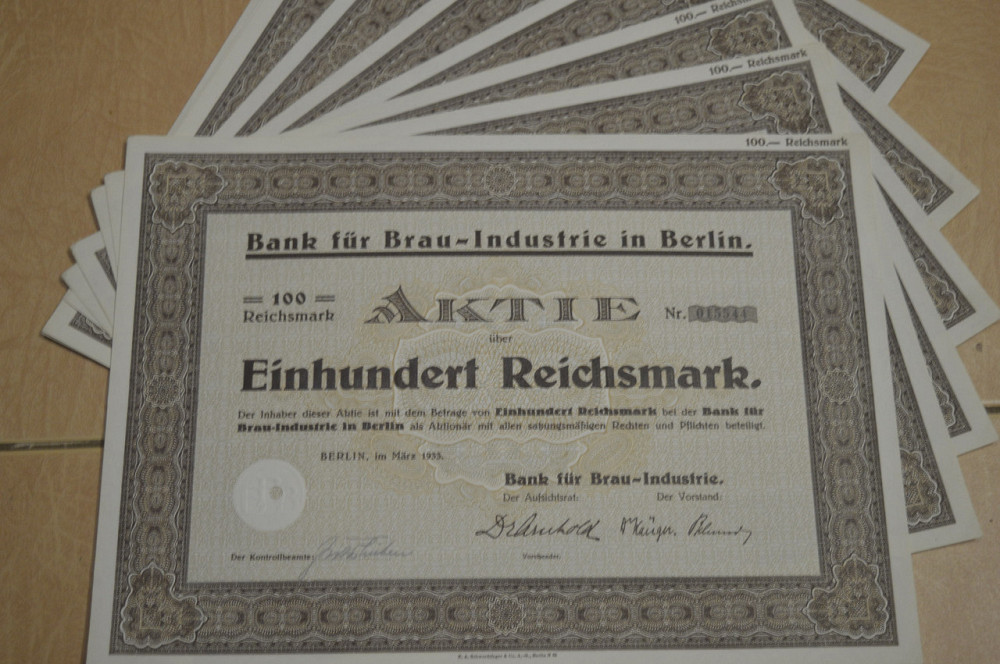 100.— Reichsmark
100.— Reichsmark
100.— Reichsmark
Bank für Brau-Industrie in Berlin.
= 100 =
Reichsmark
AKTIE
Nr. 015541
über
Einhundert Reichsmark.
Der Inhaber dieser Aktie ist mit dem Betrage von Einhundert Reichsmark bei der Bank für
Brau-Industrie in Berlin als Aktionär mit allen satzungsmäßigen Rechten und Pflichten beteiligt.
BERLIN, im März 1935.
Bank für Brau-Industrie.
Der Aufsichtsrat:
Der Vorstand:
Dr Arnhold
Der Kontrollbeamte:
Vorsitzender.